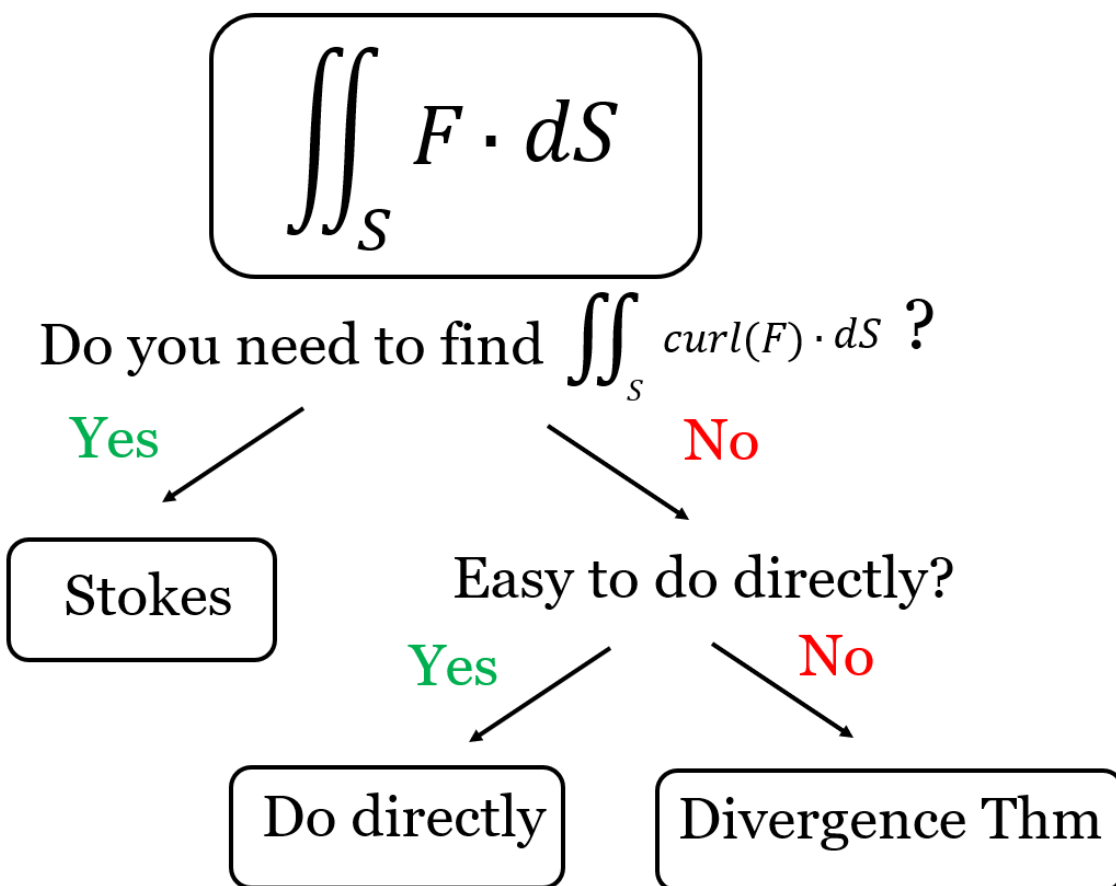 ∬_S F · dS
Do you need to find ∬_S curl(F) · dS ?
Yes
No
Stokes
Easy to do directly?
Yes
No
Do directly
Divergence Thm